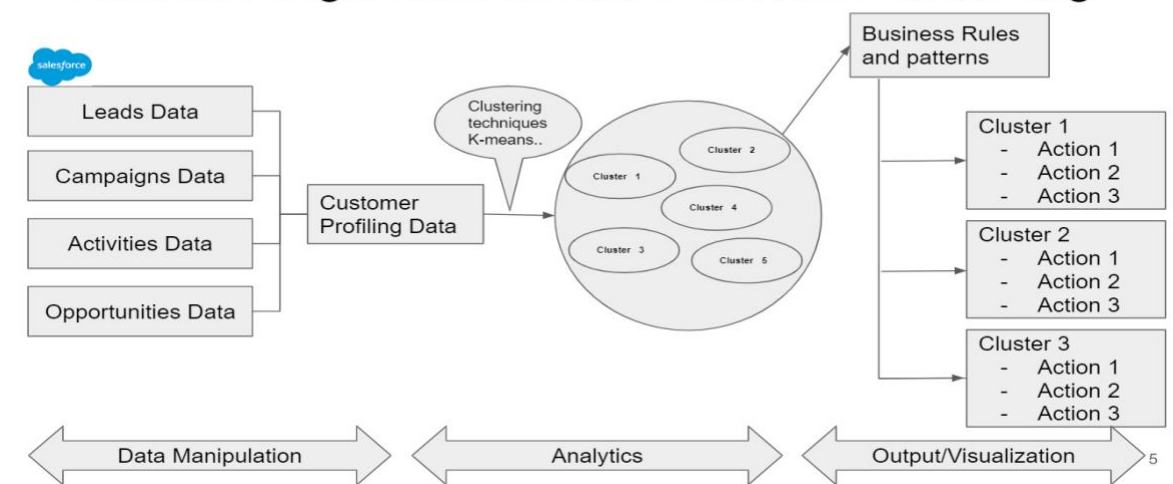 salesforce
Leads Data
Campaigns Data
Activities Data
Opportunities Data
Customer
Profiling Data
Clustering
techniques
K-means..
Cluster 1
Cluster 2
Cluster 4
Cluster 3
Cluster 5
Business Rules
and patterns
Cluster 1
- Action 1
- Action 2
- Action 3
Cluster 2
- Action 1
- Action 2
- Action 3
Cluster 3
- Action 1
- Action 2
- Action 3
Data Manipulation
Analytics
Output/Visualization
5